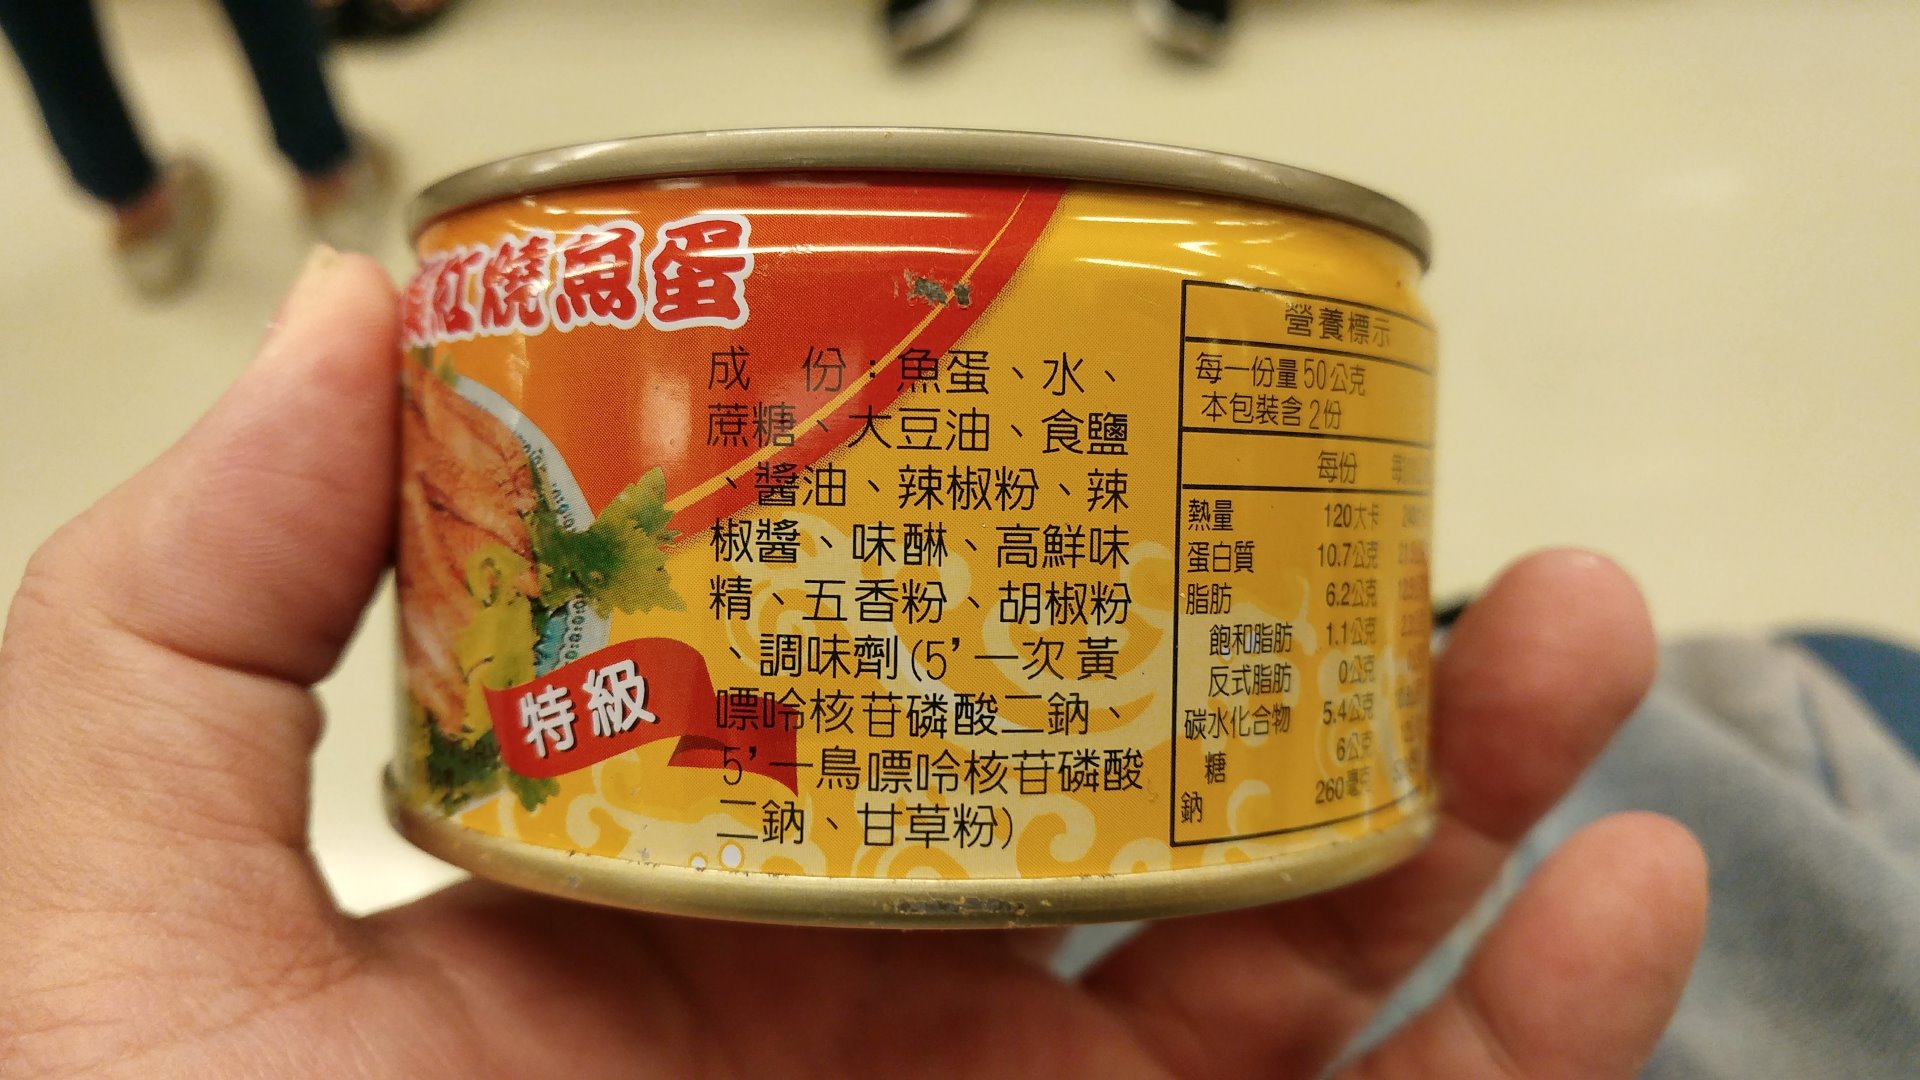 紅燒魚蛋
特級
成 份：魚蛋、水、
蔗糖、大豆油、食鹽
、醬油、辣椒粉、辣
椒醬、味醂、高鮮味
精、五香粉、胡椒粉
、調味劑(5’一次黃
嘌呤核苷磷酸二鈉、
5’一鳥嘌呤核苷磷酸
二鈉、甘草粉)
營養標示
每一份量50公克
本包裝含2份
每份
熱量 120大卡
蛋白質 10.7公克
脂肪 6.2公克
飽和脂肪 1.1公克
反式脂肪 0公克
碳水化合物 5.4公克
糖 6公克
鈉 260毫克